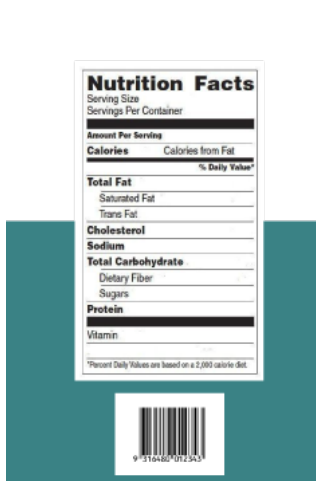 Nutrition Facts
Serving Size
Servings Per Container
Amount Per Serving
Calories Calories from Fat
% Daily Value*
Total Fat
Saturated Fat
Trans Fat
Cholesterol
Sodium
Total Carbohydrate
Dietary Fiber
Sugars
Protein
Vitamin
*Percent Daily Values are based on a 2,000 calorie diet.
9 316480 012343